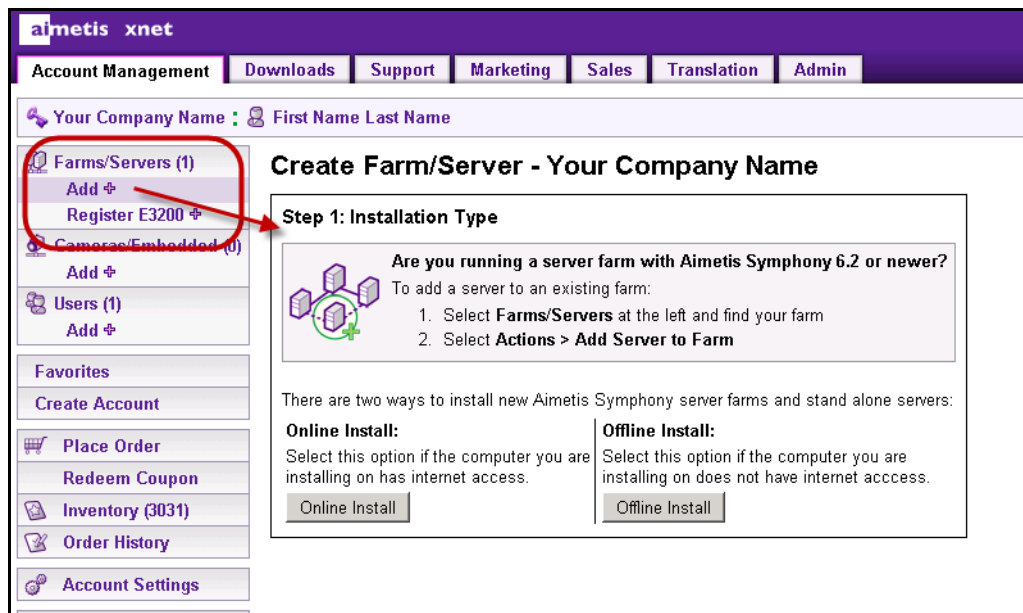 aimetis xnet
Account Management Downloads Support Marketing Sales Translation Admin
Your Company Name : First Name Last Name
Farms/Servers (1)
Add
Register E3200
Cameras/Embedded (0)
Add
Users (1)
Add
Favorites
Create Account
Place Order
Redeem Coupon
Inventory (3031)
Order History
Account Settings
Create Farm/Server - Your Company Name
Step 1: Installation Type
Are you running a server farm with Aimetis Symphony 6.2 or newer?
To add a server to an existing farm:
1. Select Farms/Servers at the left and find your farm
2. Select Actions > Add Server to Farm
There are two ways to install new Aimetis Symphony server farms and stand alone servers:
Online Install:
Select this option if the computer you are
installing on has internet access.
Online Install
Offline Install:
Select this option if the computer you are
installing on does not have internet acccess.
Offline Install